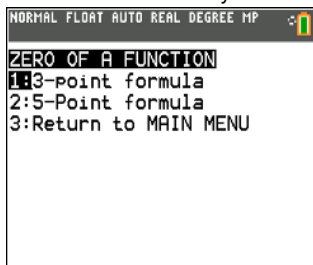 NORMAL FLOAT AUTO REAL DEGREE MP
ZERO OF A FUNCTION
1:3-point formula
2:5-Point formula
3:Return to MAIN MENU